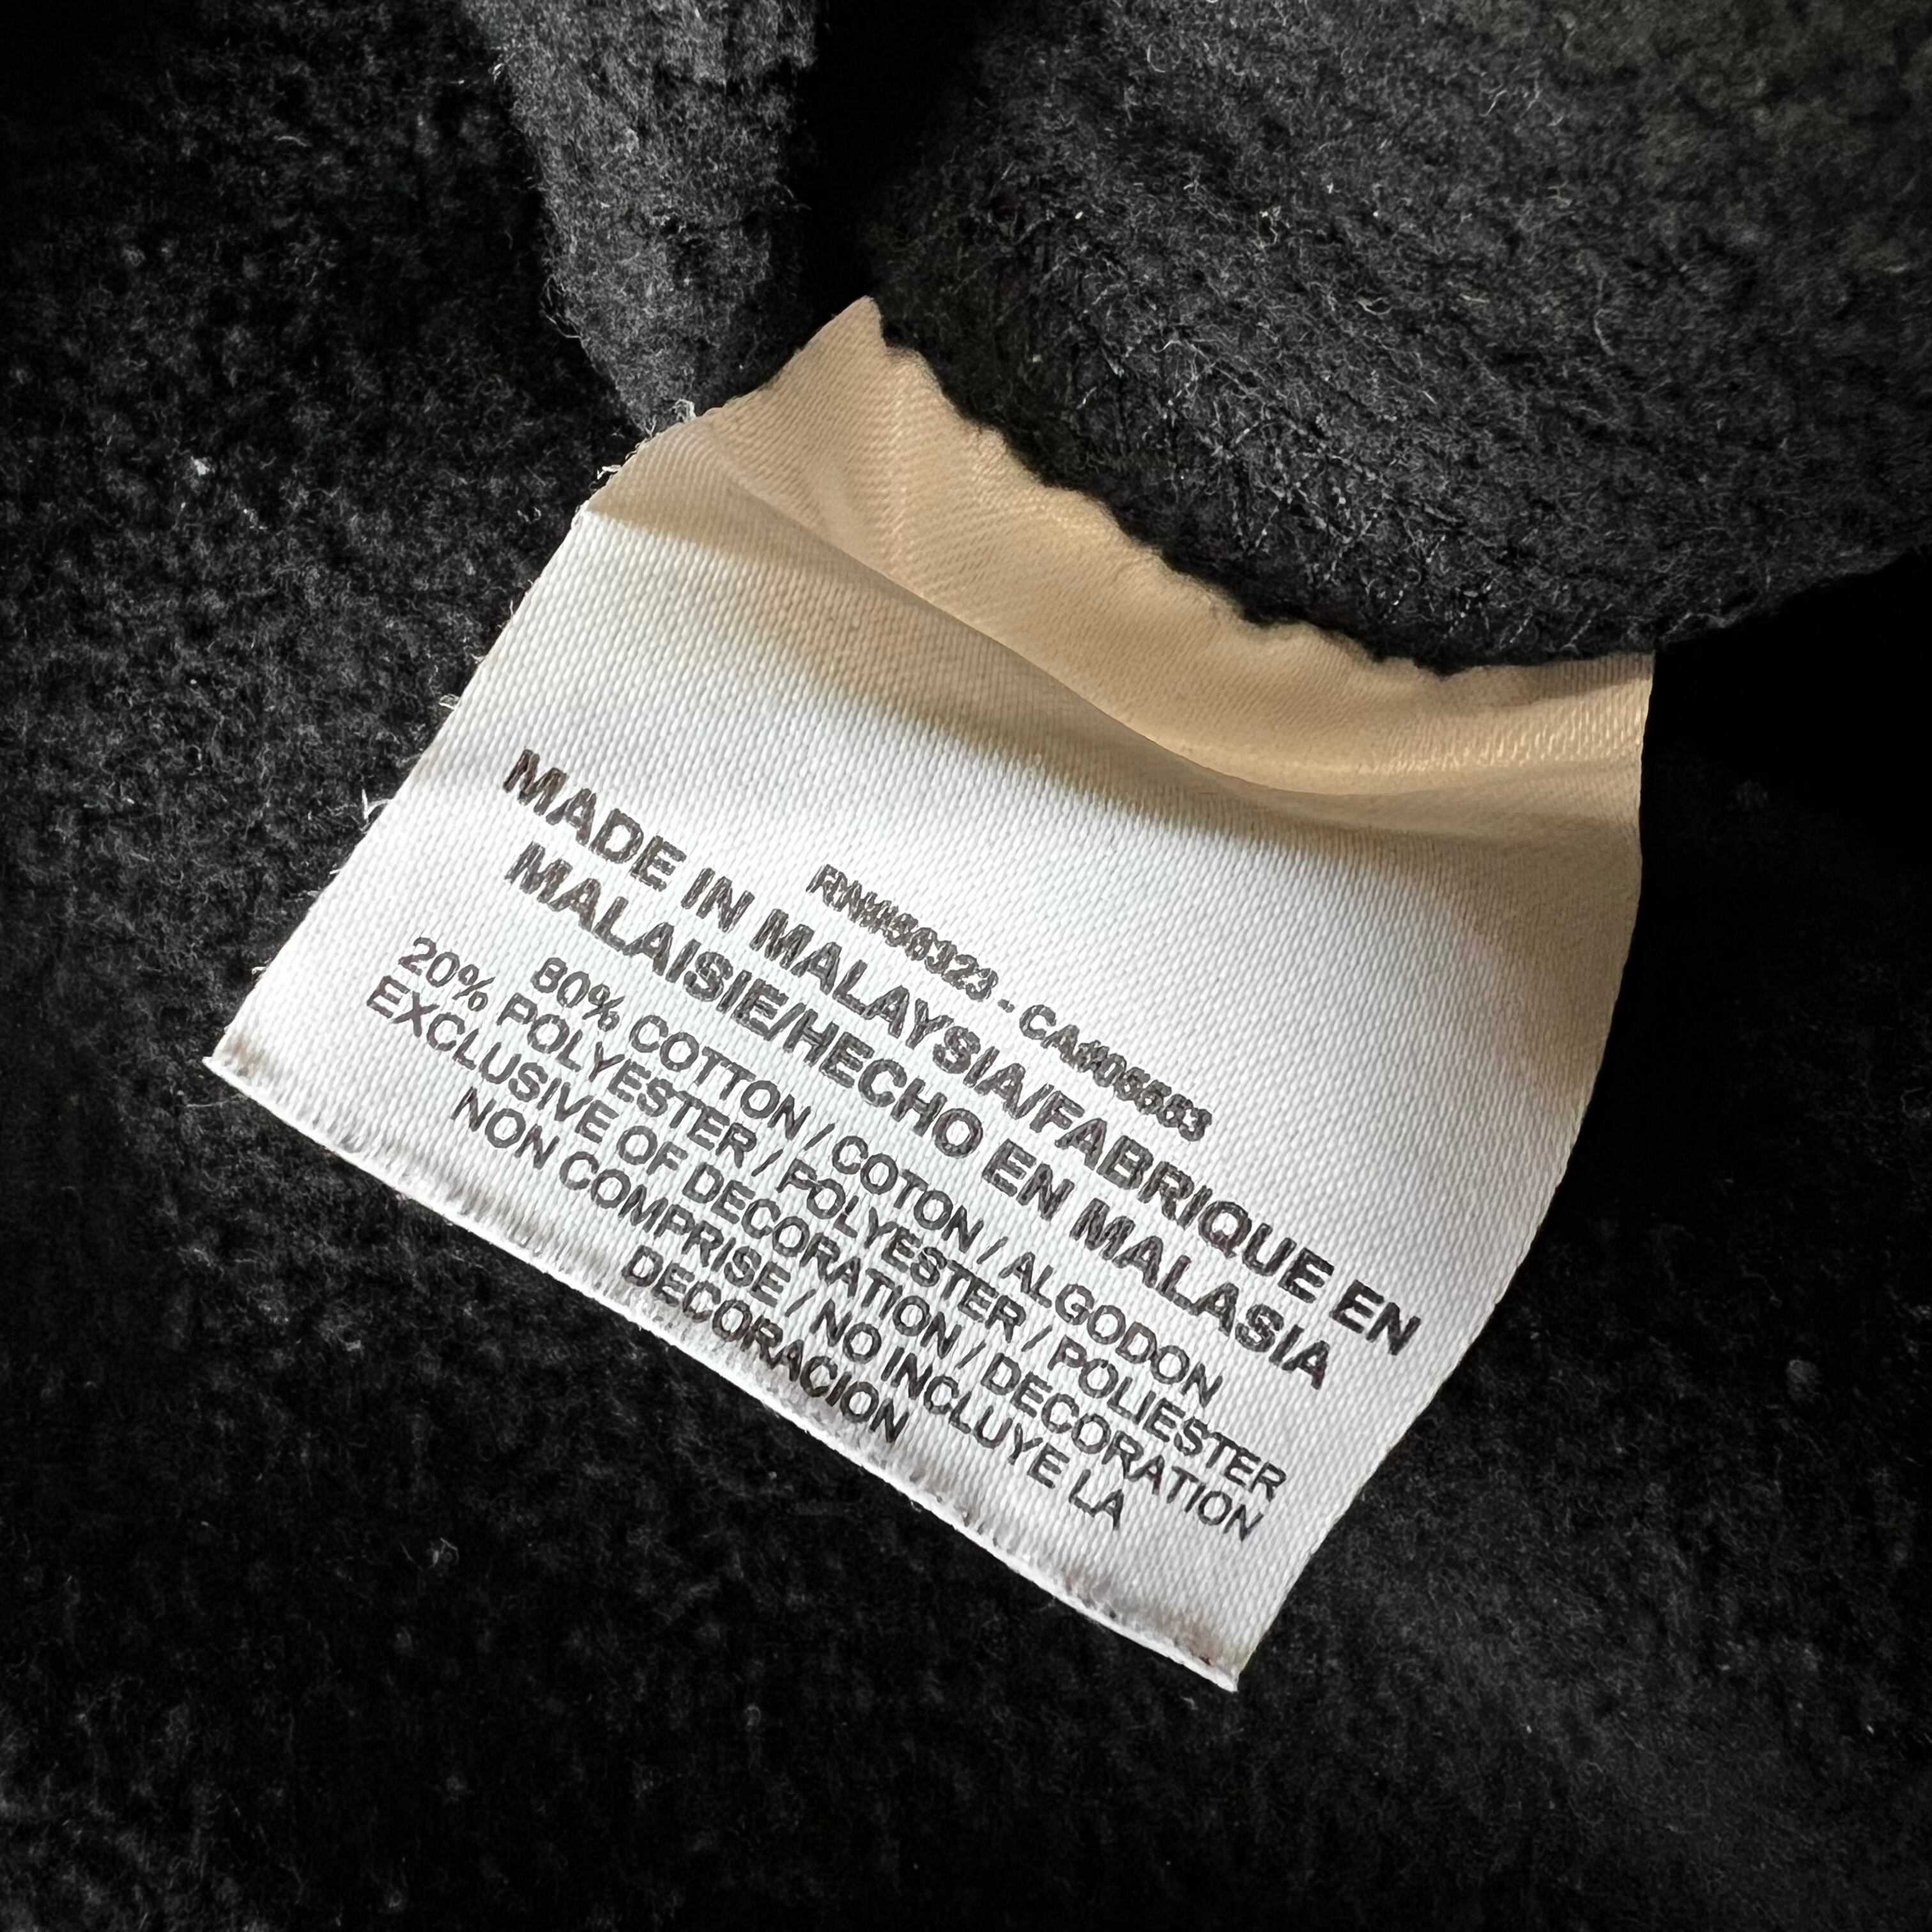 RN#56323 - CA#05553
MADE IN MALAYSIA/FABRIQUE EN
MALAISIE/HECHO EN MALASIA
80% COTTON / COTON / ALGODON
20% POLYESTER / POLYESTER / POLIESTER
EXCLUSIVE OF DECORATION / DECORATION
NON COMPRISE / NO INCLUYE LA
DECORACION